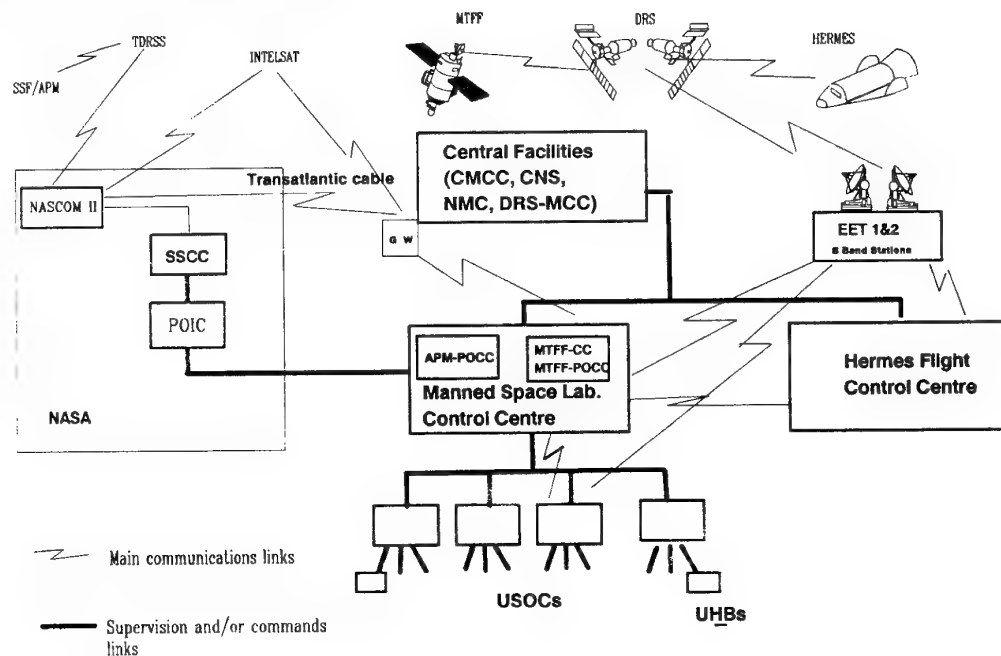 MTFF
DRS
TDRSS
INTELSAT
HERMES
SSF/APM
Central Facilities
(CMCC, CNS,
NMC, DRS-MCC)
Transatlantic cable
NASCOM II
G W
EET 1&2
S Band Stations
SSCC
POIC
APM-POCC
MTFF-CC
MTFF-POCC
Manned Space Lab.
Control Centre
Hermes Flight
Control Centre
NASA
Main communications links
USOCs
UHBs
Supervision and/or commands
links